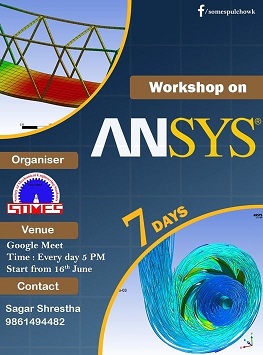 /somespulchowk
Workshop on
ANSYS®
Organiser
SOMES
Venue
Google Meet
Time : Every day 5 PM
Start from 16th June
7 DAYS
Contact
Sagar Shrestha
9861494482